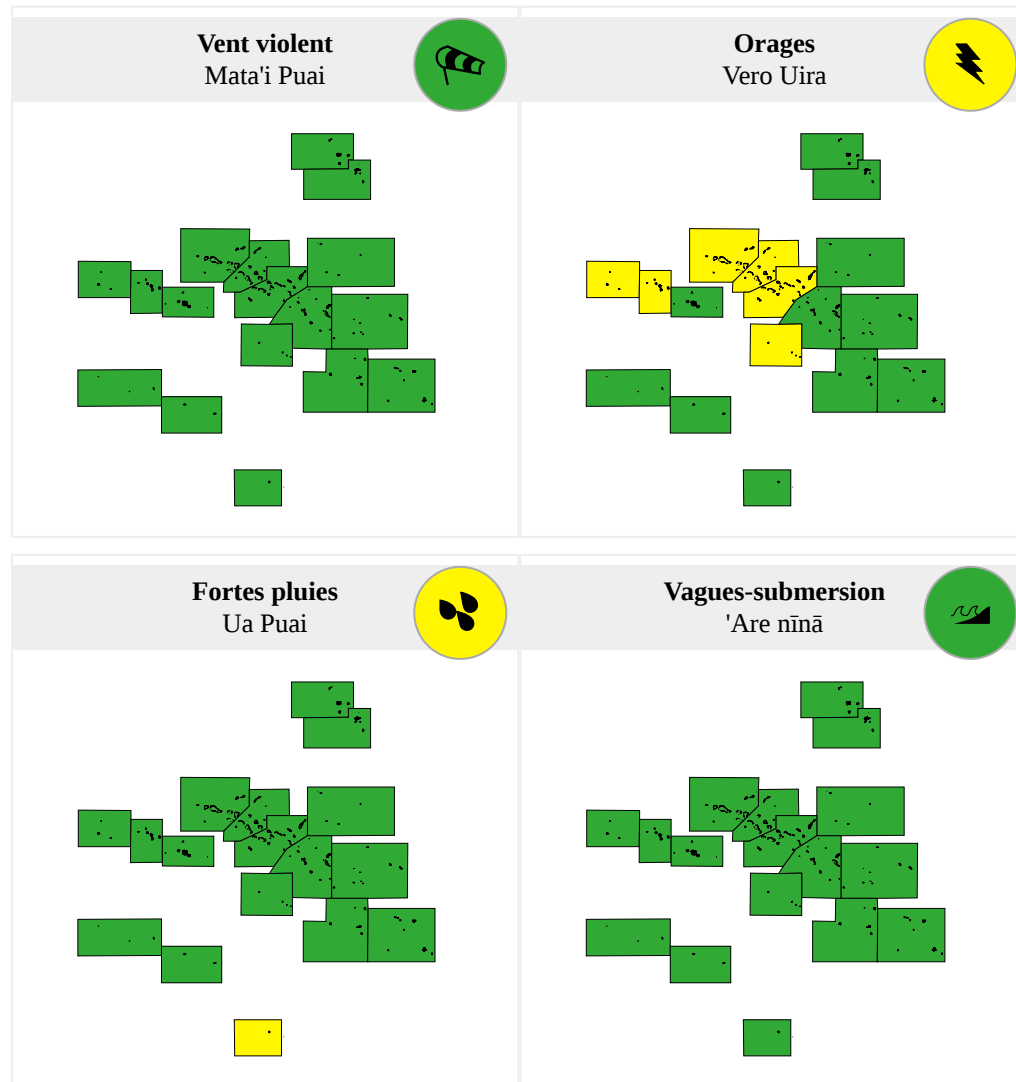 Vent violent
Mata'i Puai
Orages
Vero Uira
Fortes pluies
Ua Puai
Vagues-submersion
'Are nīnā